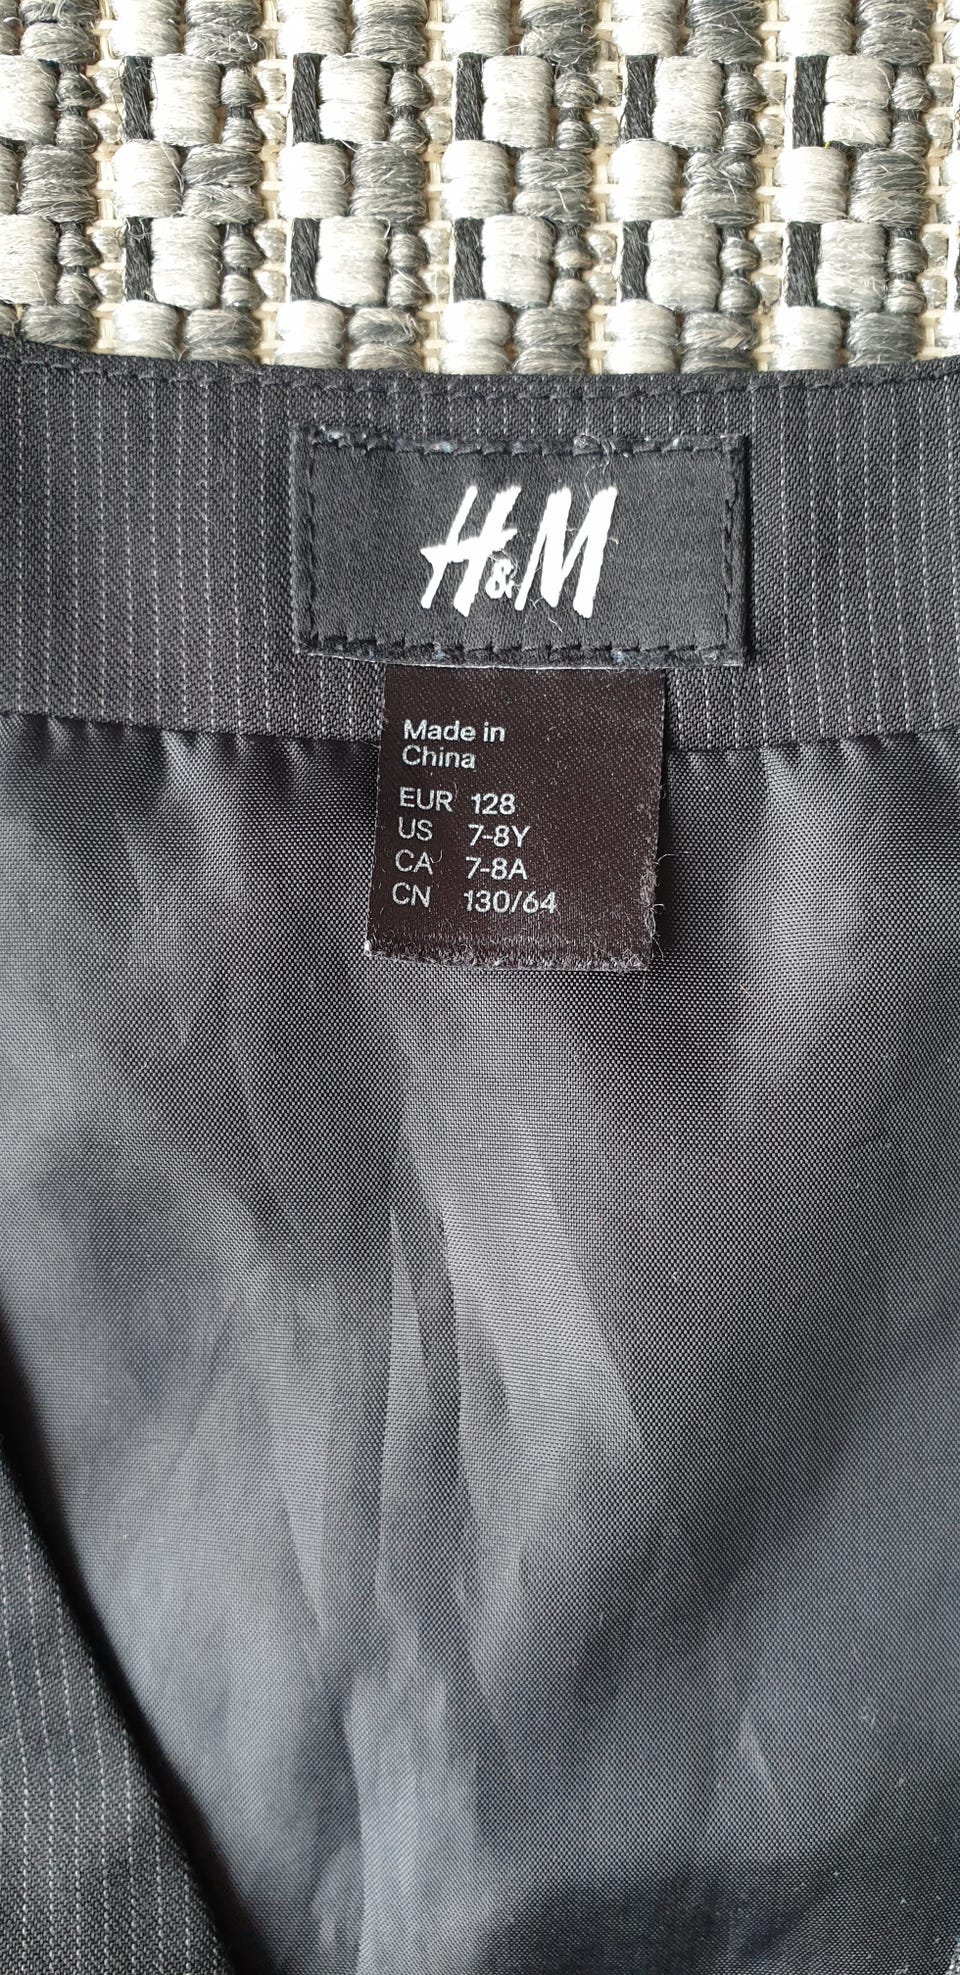 H&M
Made in
China
EUR 128
US 7-8Y
CA 7-8A
CN 130/64